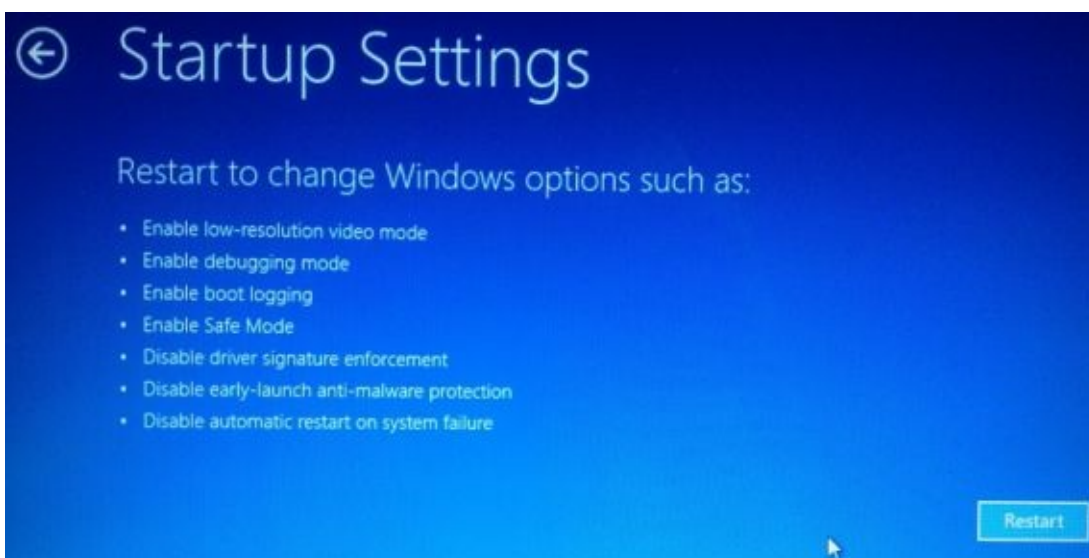 Startup Settings
Restart to change Windows options such as:
• Enable low-resolution video mode
• Enable debugging mode
• Enable boot logging
• Enable Safe Mode
• Disable driver signature enforcement
• Disable early-launch anti-malware protection
• Disable automatic restart on system failure
Restart